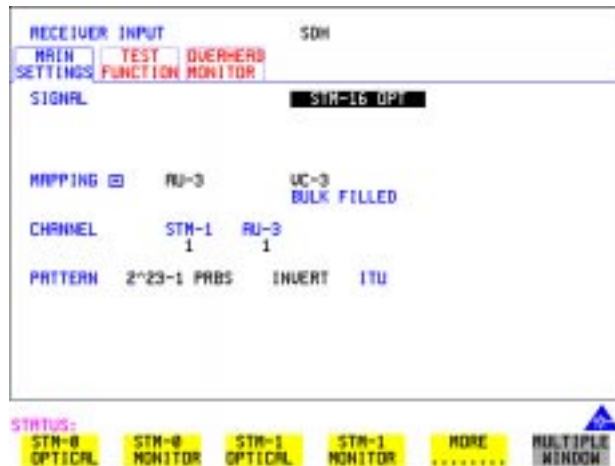 RECEIVER INPUT SDH
MAIN SETTINGS
TEST FUNCTION
OVERHEAD MONITOR
SIGNAL STM-16 OPT
MAPPING AU-3 VC-3
BULK FILLED
CHANNEL STM-1 AU-3
1 1
PATTERN 2^23-1 PRBS INVERT ITU
STATUS:
STM-0 OPTICAL
STM-0 MONITOR
STM-1 OPTICAL
STM-1 MONITOR
MORE ........
MULTIPLE WINDOW